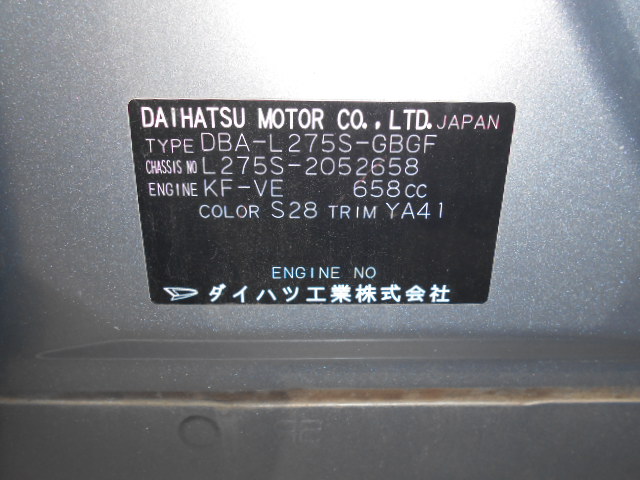 DAIHATSU MOTOR CO., LTD. JAPAN
TYPE DBA-L275S-GBGF
CHASSIS NO L275S-2052658
ENGINE KF-VE 658CC
COLOR S28 TRIM YA41
ENGINE NO
ダイハツ工業株式会社